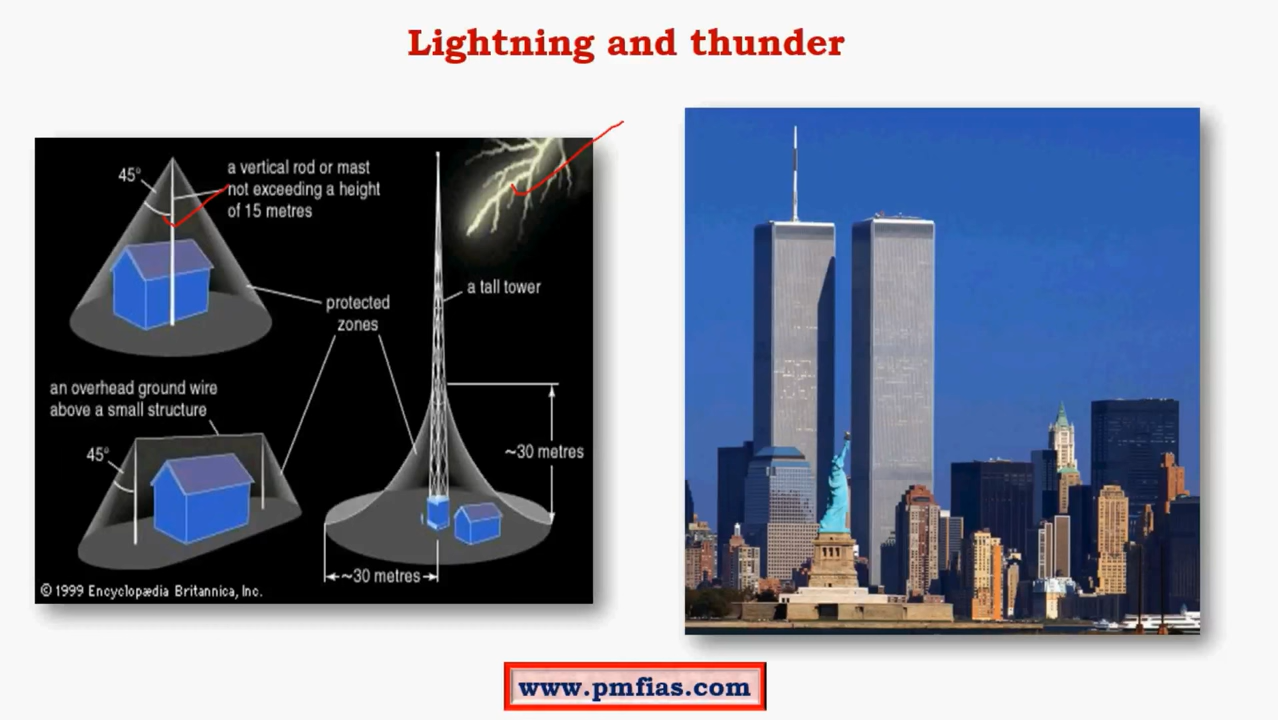 Lightning and thunder
45°
a vertical rod or mast
not exceeding a height
of 15 metres
protected
zones
a tall tower
an overhead ground wire
above a small structure
45°
~30 metres
~30 metres
© 1999 Encyclopædia Britannica, Inc.
www.pmfias.com